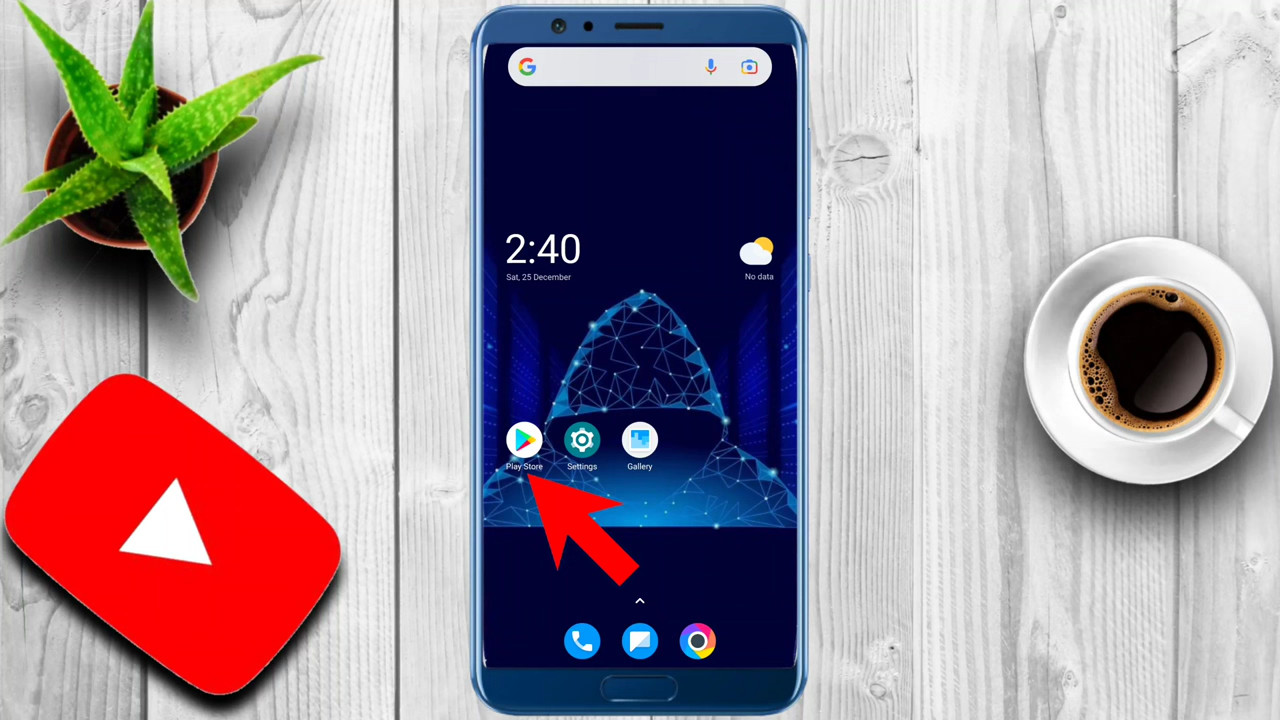 2:40
Sat, 25 December
No data
Play Store
Settings
Gallery